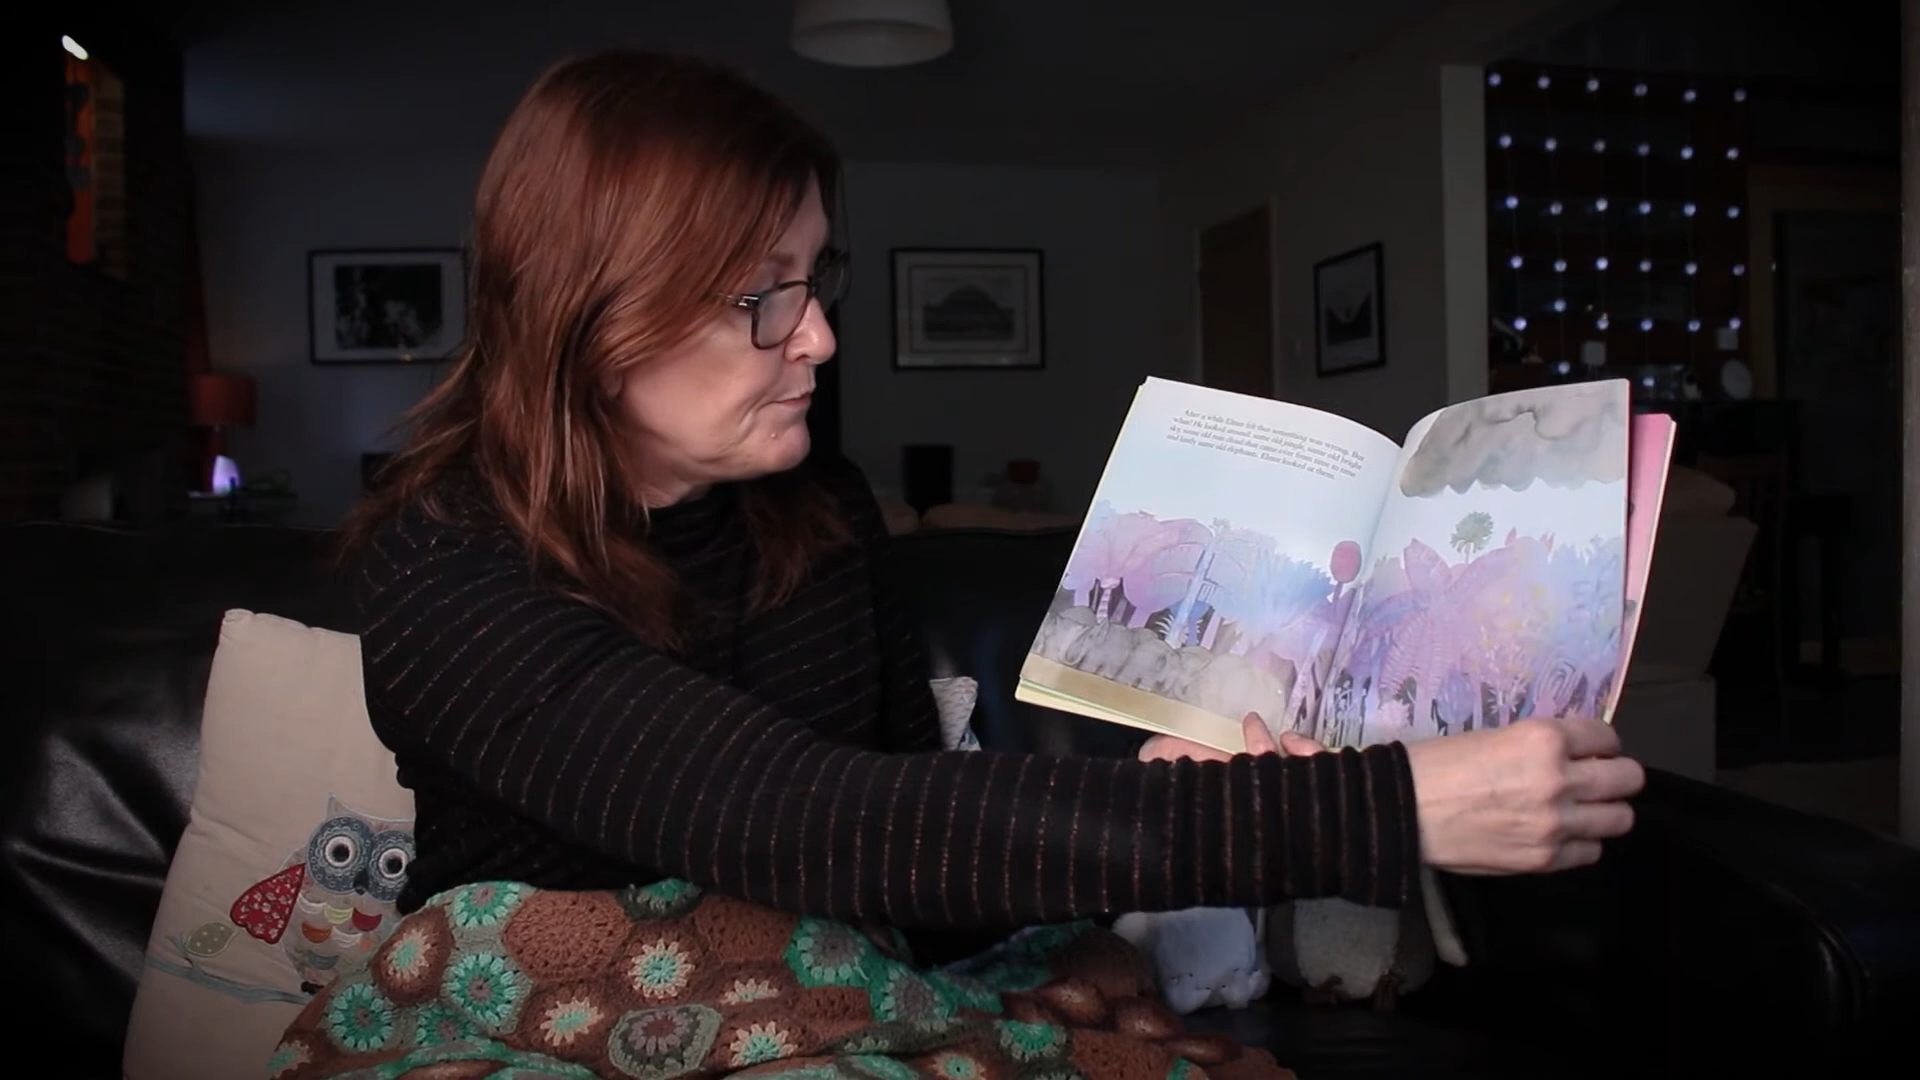 After a while Elmer felt that something was wrong. But
what? He looked around: same old jungle, same old bright
sky, same old rain cloud that came over from time to time
and lastly same old elephants. Elmer looked at them.